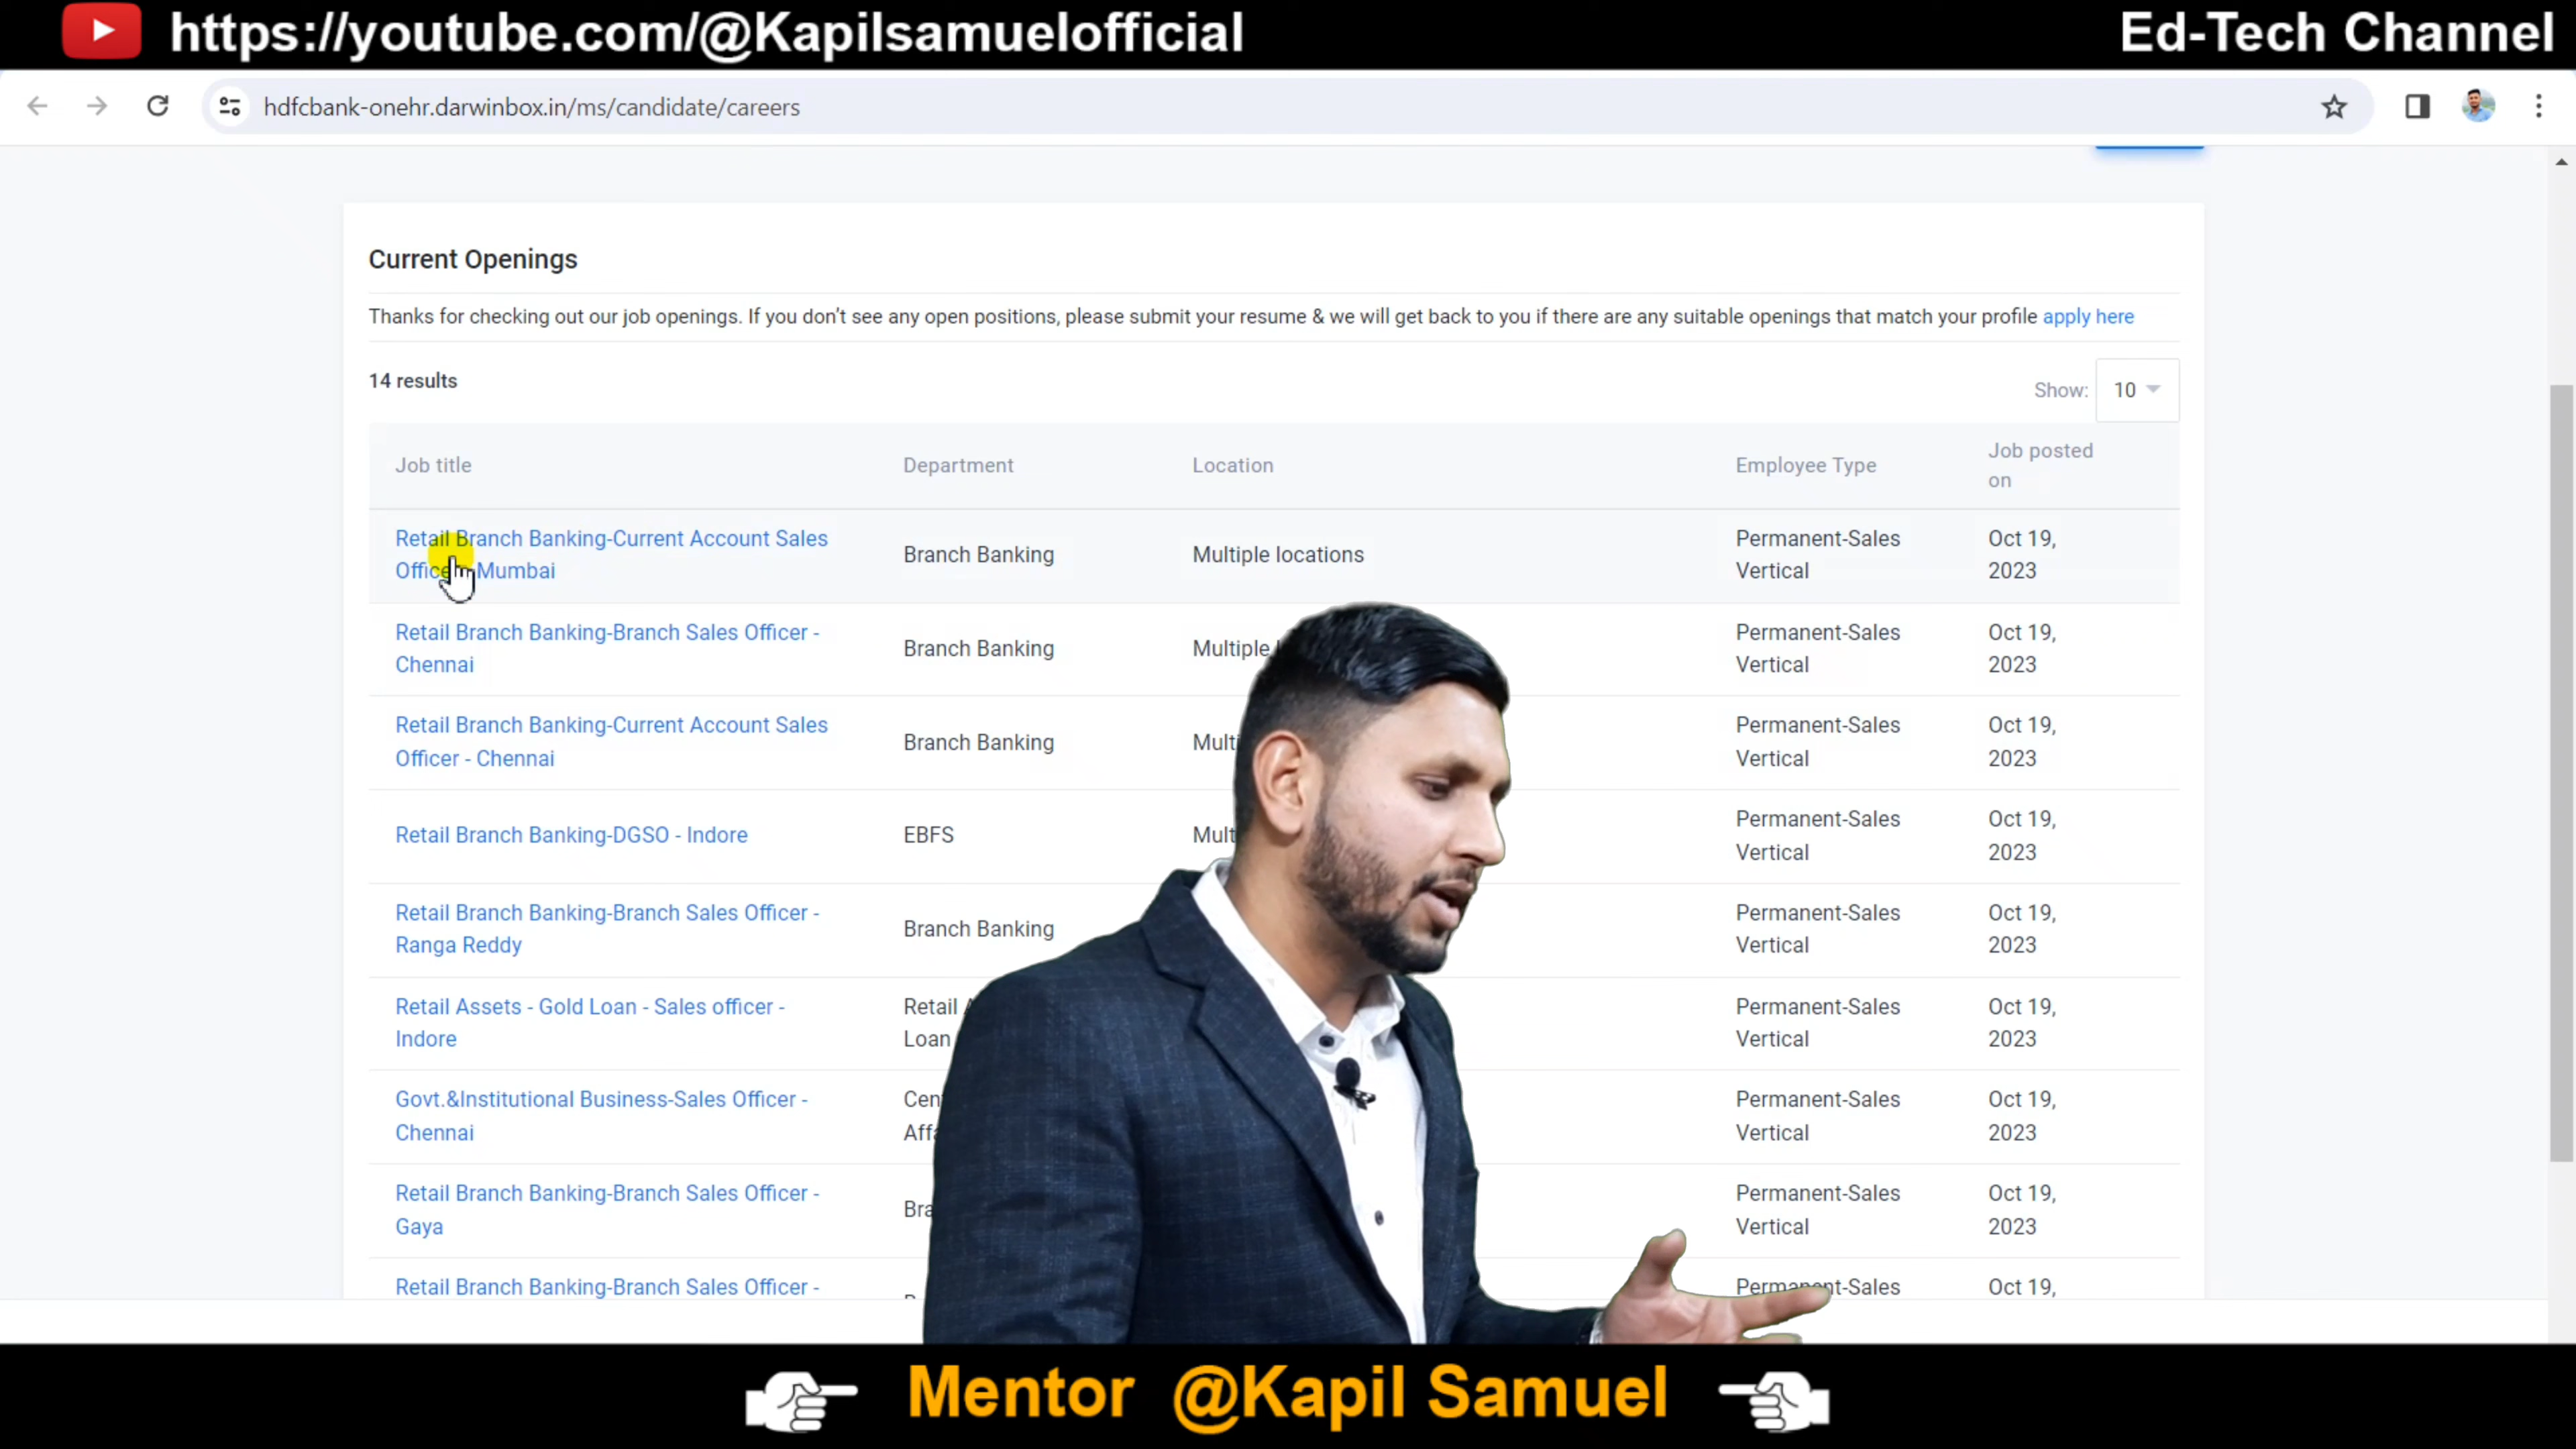 https://youtube.com/@Kapilsamuelofficial
Ed-Tech Channel
hdfcbank-onehr.darwinbox.in/ms/candidate/careers
Current Openings
Thanks for checking out our job openings. If you don't see any open positions, please submit your resume & we will get back to you if there are any suitable openings that match your profile apply here
14 results
Show: 10
Job title Department Location Employee Type Job posted
on
Retail Branch Banking-Current Account Sales
Officer - Mumbai
Branch Banking
Multiple locations
Permanent-Sales
Vertical
Oct 19,
2023
Retail Branch Banking-Branch Sales Officer -
Chennai
Branch Banking
Multiple
Permanent-Sales
Vertical
Oct 19,
2023
Retail Branch Banking-Current Account Sales
Officer - Chennai
Branch Banking
Permanent-Sales
Vertical
Oct 19,
2023
Retail Branch Banking-DGSO - Indore
EBFS
Permanent-Sales
Vertical
Oct 19,
2023
Retail Branch Banking-Branch Sales Officer -
Ranga Reddy
Branch Banking
Permanent-Sales
Vertical
Oct 19,
2023
Retail Assets - Gold Loan - Sales officer -
Indore
Retail
Loan
Permanent-Sales
Vertical
Oct 19,
2023
Govt.&Institutional Business-Sales Officer -
Chennai
Permanent-Sales
Vertical
Oct 19,
2023
Retail Branch Banking-Branch Sales Officer -
Gaya
Permanent-Sales
Vertical
Oct 19,
2023
Retail Branch Banking-Branch Sales Officer -
Permanent-Sales
Oct 19,
Mentor @Kapil Samuel